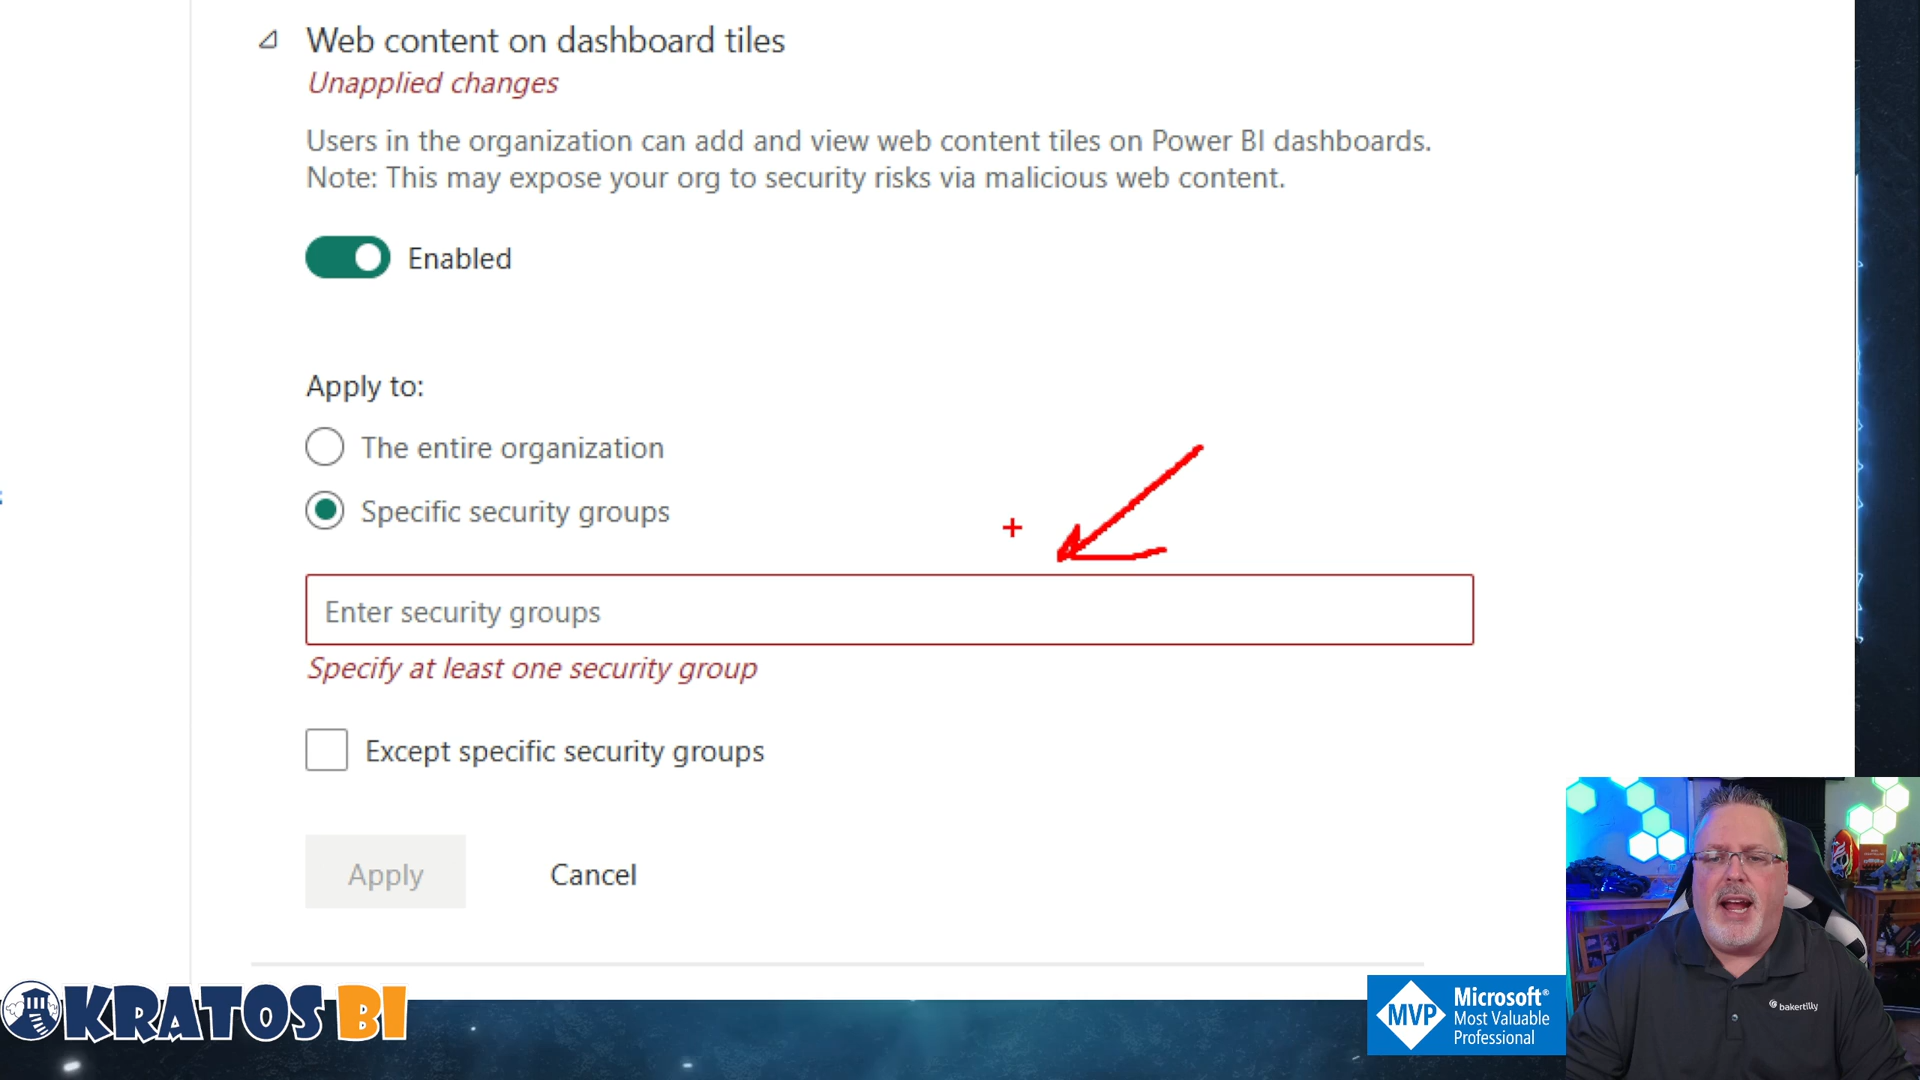 Web content on dashboard tiles
Unapplied changes
Users in the organization can add and view web content tiles on Power BI dashboards.
Note: This may expose your org to security risks via malicious web content.
Enabled
Apply to:
The entire organization
Specific security groups
Enter security groups
Specify at least one security group
Except specific security groups
Apply
Cancel
KRATOS BI
MVP
Microsoft®
Most Valuable
Professional
bakertilly